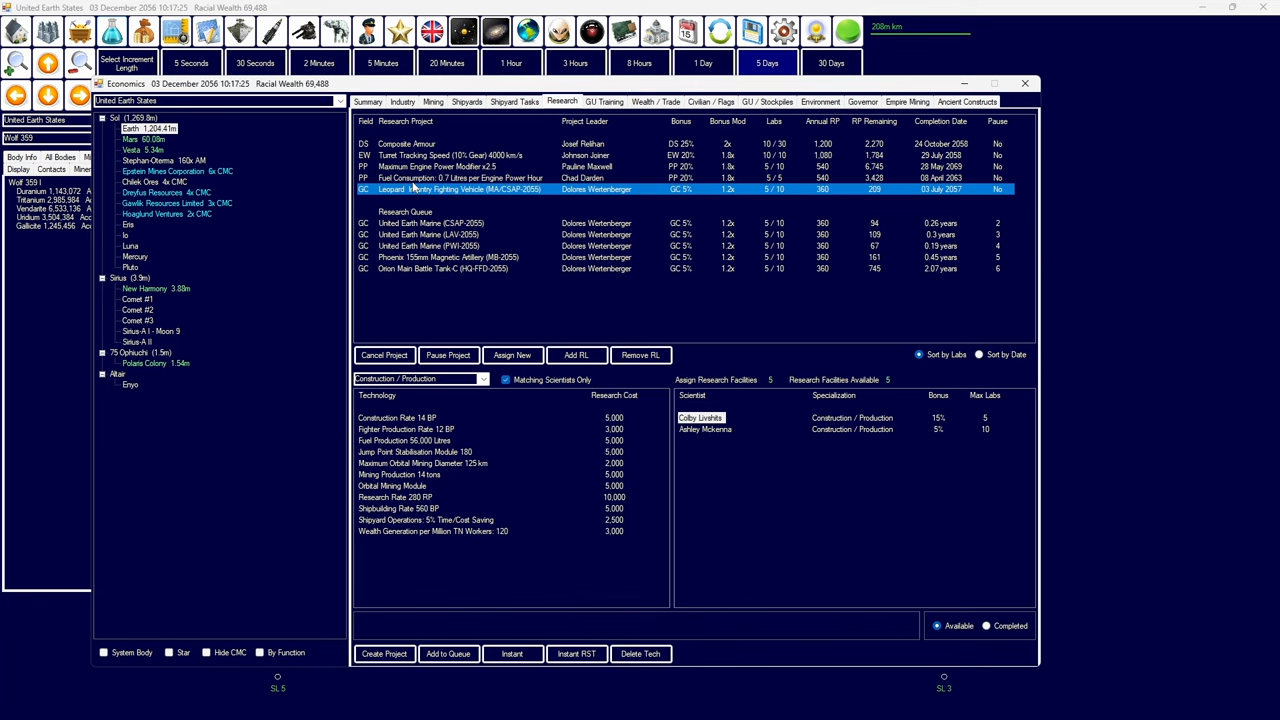 United Earth States 03 December 2056 10:17:25 Racial Wealth 69,488
208m km
Select Increment Length
5 Seconds
30 Seconds
2 Minutes
5 Minutes
20 Minutes
1 Hour
3 Hours
8 Hours
1 Day
5 Days
30 Days
Economics 03 December 2056 10:17:25 Racial Wealth 69,488
United Earth States
Wolf 359
Body Info All Bodies
Display Contacts
Wolf 359 I
Duranium 1,143,072
Tritanium 2,985,984
Vendarite 6,533,136
Uridium 3,504,384
Gallicite 1,245,456
United Earth States
Sol (1,269.8m)
Earth 1,204.41m
Mars 60.08m
Vesta 5.34m
Stephan-Oterma 160x AM
Epstein Mines Corporation 6x CMC
Chilek Ores 4x CMC
Dreyfus Resources 4x CMC
Gawlik Resources Limited 3x CMC
Hoaglund Ventures 2x CMC
Eris
Io
Luna
Mercury
Pluto
Sirius (3.9m)
New Harmony 3.88m
Comet #1
Comet #2
Comet #3
Sirius-A I - Moon 9
Sirius-A II
75 Ophiuchi (1.5m)
Polaris Colony 1.54m
Altair
Enyo
System Body Star Hide CMC By Function
Summary Industry Mining Shipyards Shipyard Tasks Research GU Training Wealth / Trade Civilian / Flags GU / Stockpiles Environment Governor Empire Mining Ancient Constructs
Field Research Project Project Leader Bonus Bonus Mod Labs Annual RP RP Remaining Completion Date Pause
DS Composite Armour Josef Relihan DS 25% 2x 10 / 30 1,200 2,270 24 October 2058 No
EW Turret Tracking Speed (10% Gear) 4000 km/s Johnson Joiner EW 20% 1.8x 10 / 10 1,080 1,784 29 July 2058 No
PP Maximum Engine Power Modifier x2.5 Pauline Maxwell PP 20% 1.8x 5 / 10 540 6,745 28 May 2069 No
PP Fuel Consumption: 0.7 Litres per Engine Power Hour Chad Darden PP 20% 1.8x 5 / 5 540 3,428 08 April 2063 No
GC Leopard Fighting Vehicle (MA/CSAP-2055) Dolores Wertenberger GC 5% 1.2x 5 / 10 360 209 03 July 2057 No
Research Queue
GC United Earth Marine (CSAP-2055) Dolores Wertenberger GC 5% 1.2x 5 / 10 360 94 0.26 years 2
GC United Earth Marine (LAV-2055) Dolores Wertenberger GC 5% 1.2x 5 / 10 360 109 0.3 years 3
GC United Earth Marine (PWI-2055) Dolores Wertenberger GC 5% 1.2x 5 / 10 360 67 0.19 years 4
GC Phoenix 155mm Magnetic Artillery (MB-2055) Dolores Wertenberger GC 5% 1.2x 5 / 10 360 161 0.45 years 5
GC Orion Main Battle Tank-C (HQ-FFD-2055) Dolores Wertenberger GC 5% 1.2x 5 / 10 360 745 2.07 years 6
Cancel Project Pause Project Assign New Add RL Remove RL Sort by Labs Sort by Date
Construction / Production Matching Scientists Only Assign Research Facilities 5 Research Facilities Available 5
Technology Research Cost
Construction Rate 14 BP 5,000
Fighter Production Rate 12 BP 3,000
Fuel Production 56,000 Litres 5,000
Jump Point Stabilisation Module 180 5,000
Maximum Orbital Mining Diameter 125 km 2,000
Mining Production 14 tons 5,000
Orbital Mining Module 5,000
Research Rate 280 RP 10,000
Shipbuilding Rate 560 BP 5,000
Shipyard Operations: 5% Time/Cost Saving 2,500
Wealth Generation per Million TN Workers: 120 3,000
Scientist Specialization Bonus Max Labs
Colby Livshits Construction / Production 15% 5
Ashley Mckenna Construction / Production 5% 10
Available Completed
Create Project Add to Queue Instant Instant RST Delete Tech
SL 5
SL 3